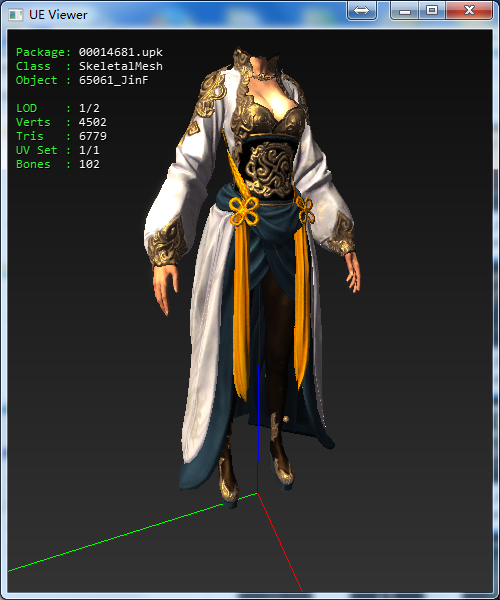 UE Viewer
Package: 00014681.upk
Class : SkeletalMesh
Object : 65061_JinF
LOD : 1/2
Verts : 4502
Tris : 6779
UV Set : 1/1
Bones : 102